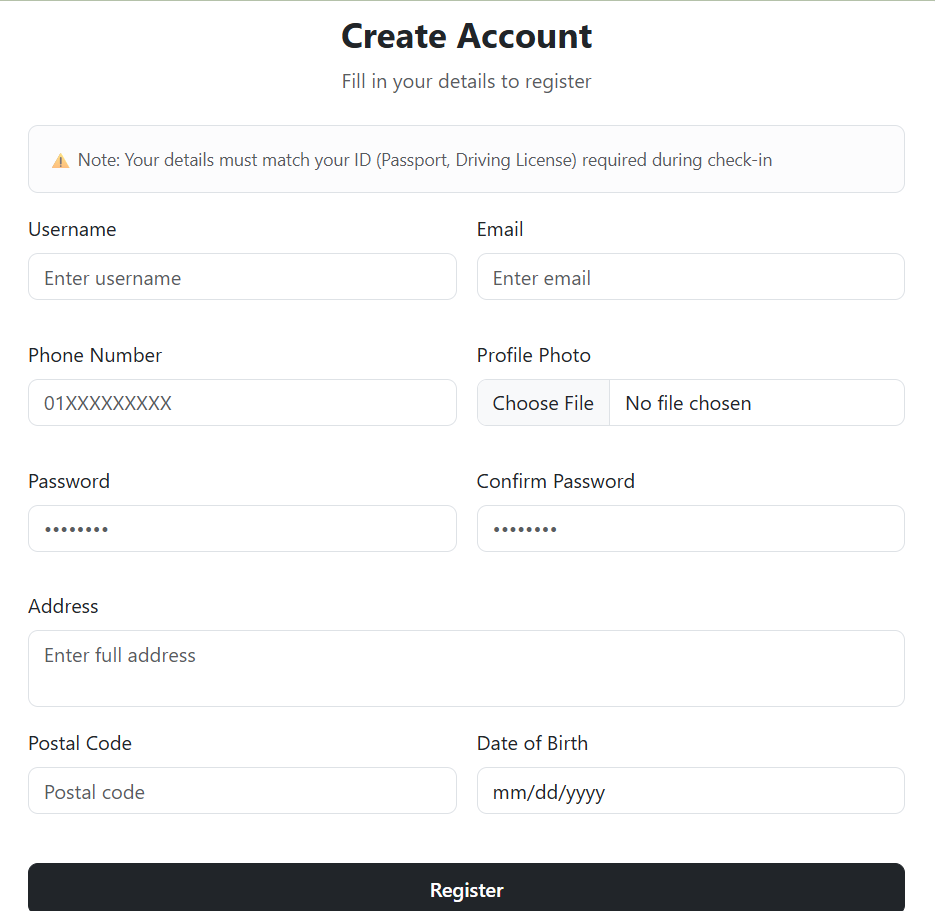 Create Account
Fill in your details to register
⚠️ Note: Your details must match your ID (Passport, Driving License) required during check-in
Username Email
Enter username Enter email
Phone Number Profile Photo
01XXXXXXXXX Choose File No file chosen
Password Confirm Password
•••••••• ••••••••
Address
Enter full address
Postal Code Date of Birth
Postal code mm/dd/yyyy
Register